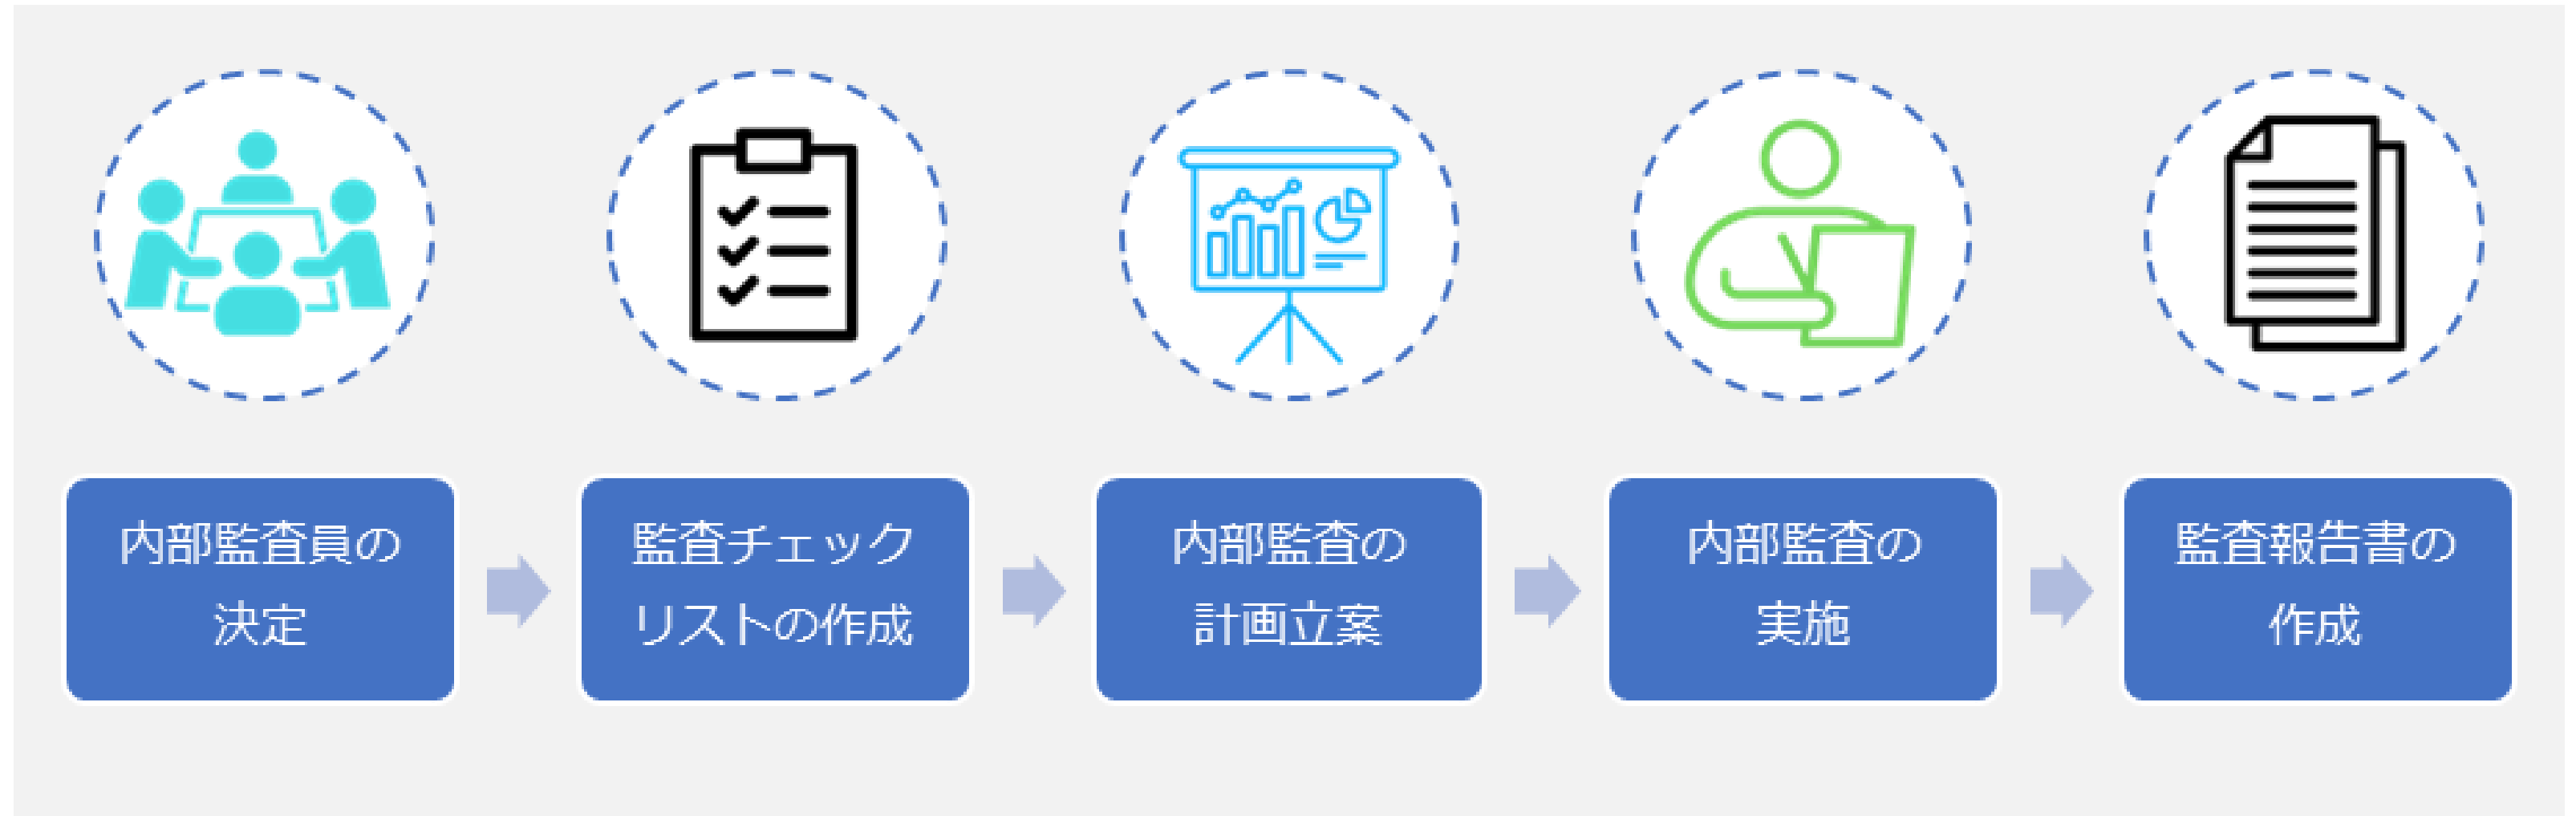 内部監査員の
決定
監査チェック
リストの作成
内部監査の
計画立案
内部監査の
実施
監査報告書の
作成